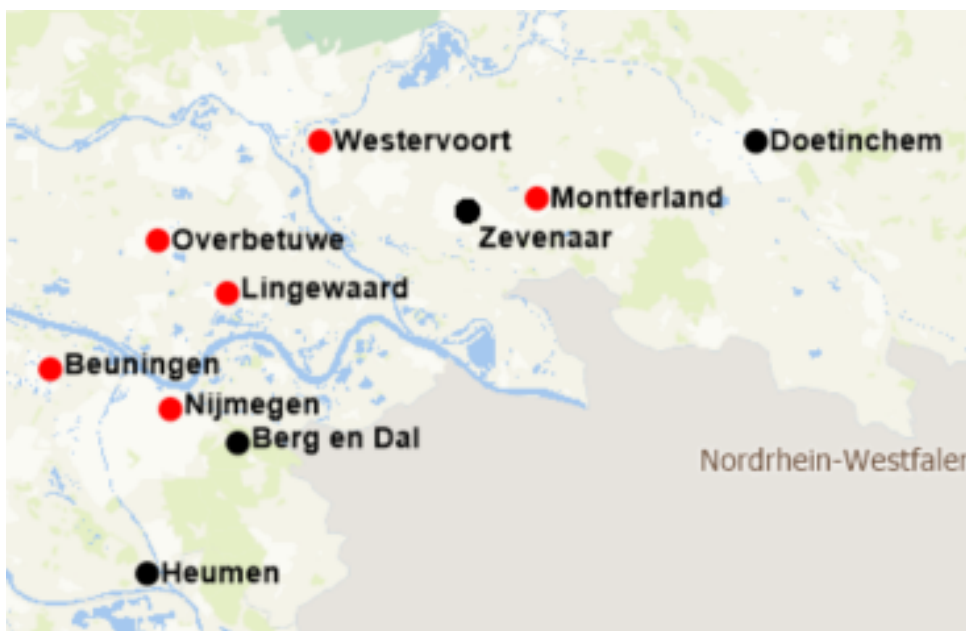 Westervoort
Doetinchem
Montferland
Zevenaar
Overbetuwe
Lingewaard
Beuningen
Nijmegen
Berg en Dal
Nordrhein-Westfalen
Heumen